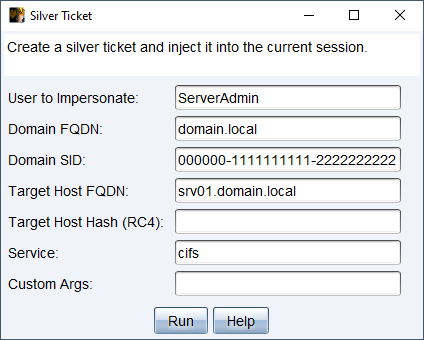 Silver Ticket
Create a silver ticket and inject it into the current session.
User to Impersonate: ServerAdmin
Domain FQDN: domain.local
Domain SID: 000000-1111111111-2222222222
Target Host FQDN: srv01.domain.local
Target Host Hash (RC4):
Service: cifs
Custom Args:
Run Help